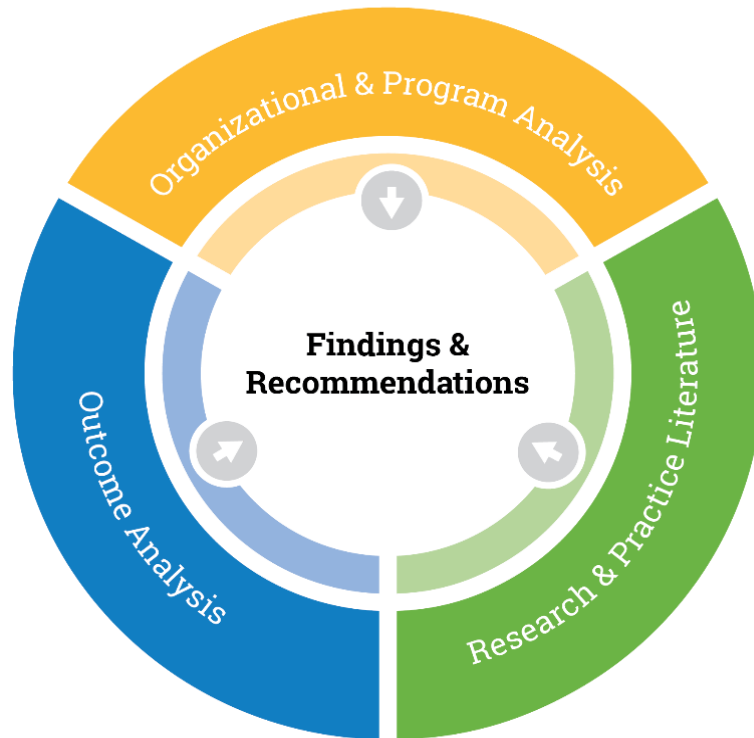 Organizational & Program Analysis
Findings &
Recommendations
Outcome Analysis
Research & Practice Literature